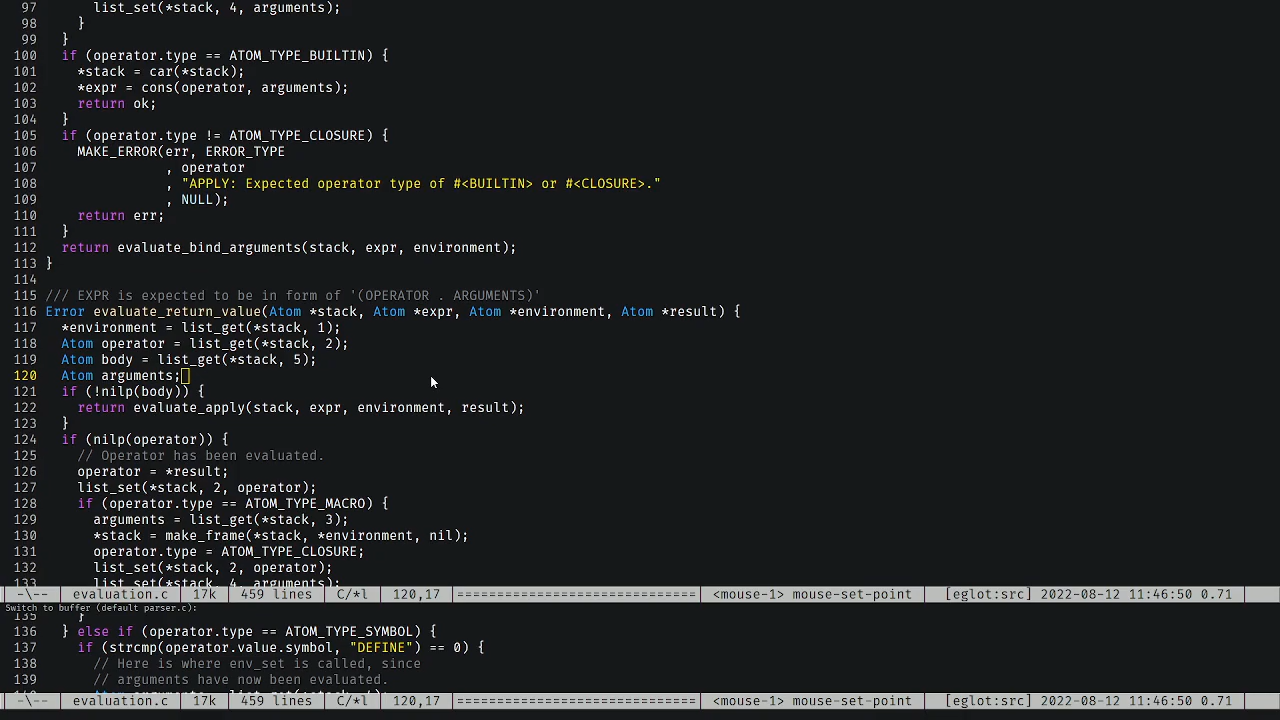 97       list_set(*stack, 4, arguments);
98     }
99   }
100   if (operator.type == ATOM_TYPE_BUILTIN) {
101     *stack = car(*stack);
102     *expr = cons(operator, arguments);
103     return ok;
104   }
105   if (operator.type != ATOM_TYPE_CLOSURE) {
106     MAKE_ERROR(err, ERROR_TYPE
107                , operator
108                , "APPLY: Expected operator type of #<BUILTIN> or #<CLOSURE>."
109                , NULL);
110     return err;
111   }
112   return evaluate_bind_arguments(stack, expr, environment);
113 }
114
115 /// EXPR is expected to be in form of '(OPERATOR . ARGUMENTS)'
116 Error evaluate_return_value(Atom *stack, Atom *expr, Atom *environment, Atom *result) {
117   *environment = list_get(*stack, 1);
118   Atom operator = list_get(*stack, 2);
119   Atom body = list_get(*stack, 5);
120   Atom arguments;
121   if (!nilp(body)) {
122     return evaluate_apply(stack, expr, environment, result);
123   }
124   if (nilp(operator)) {
125     // Operator has been evaluated.
126     operator = *result;
127     list_set(*stack, 2, operator);
128     if (operator.type == ATOM_TYPE_MACRO) {
129       arguments = list_get(*stack, 3);
130       *stack = make_frame(*stack, *environment, nil);
131       operator.type = ATOM_TYPE_CLOSURE;
132       list_set(*stack, 2, operator);
133       list_set(*stack, 4, arguments);
-\-- evaluation.c 17k 459 lines C/*l 120,17 ============================== <mouse-1> mouse-set-point [eglot:src] 2022-08-12 11:46:50 0.71
Switch to buffer (default parser.c):
135     }
136   } else if (operator.type == ATOM_TYPE_SYMBOL) {
137     if (strcmp(operator.value.symbol, "DEFINE") == 0) {
138       // Here is where env_set is called, since
139       // arguments have now been evaluated.
-\-- evaluation.c 17k 459 lines C/*l 120,17 ============================== <mouse-1> mouse-set-point [eglot:src] 2022-08-12 11:46:50 0.71